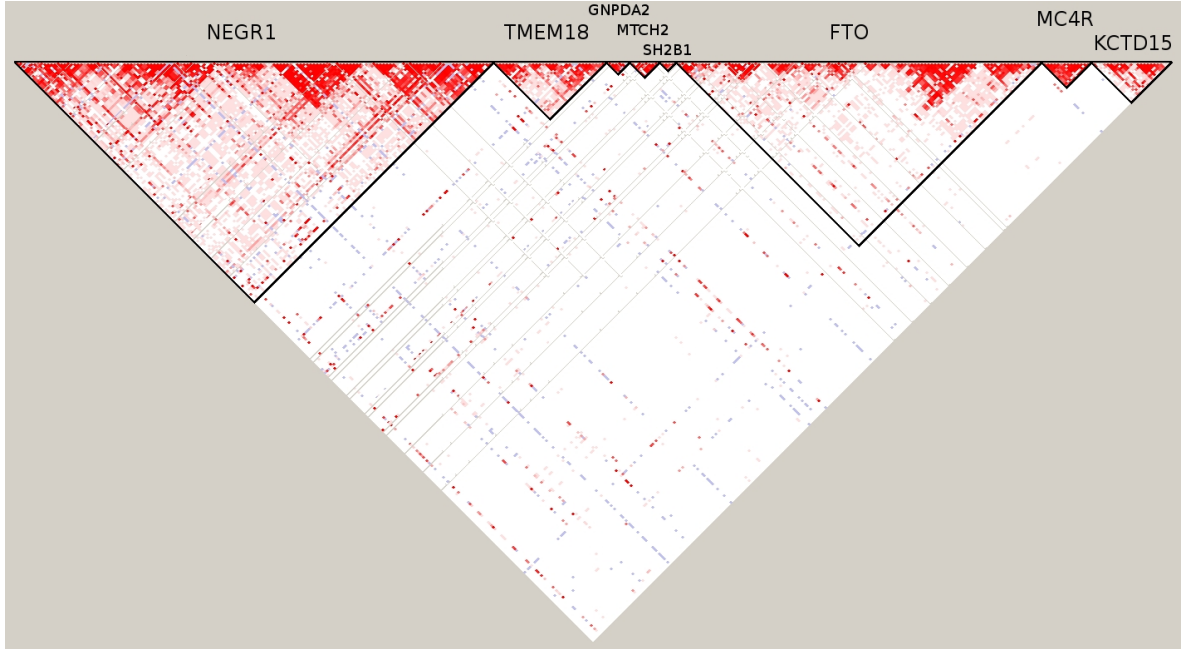 NEGR1
TMEM18
GNPDA2
MTCH2
SH2B1
FTO
MC4R
KCTD15